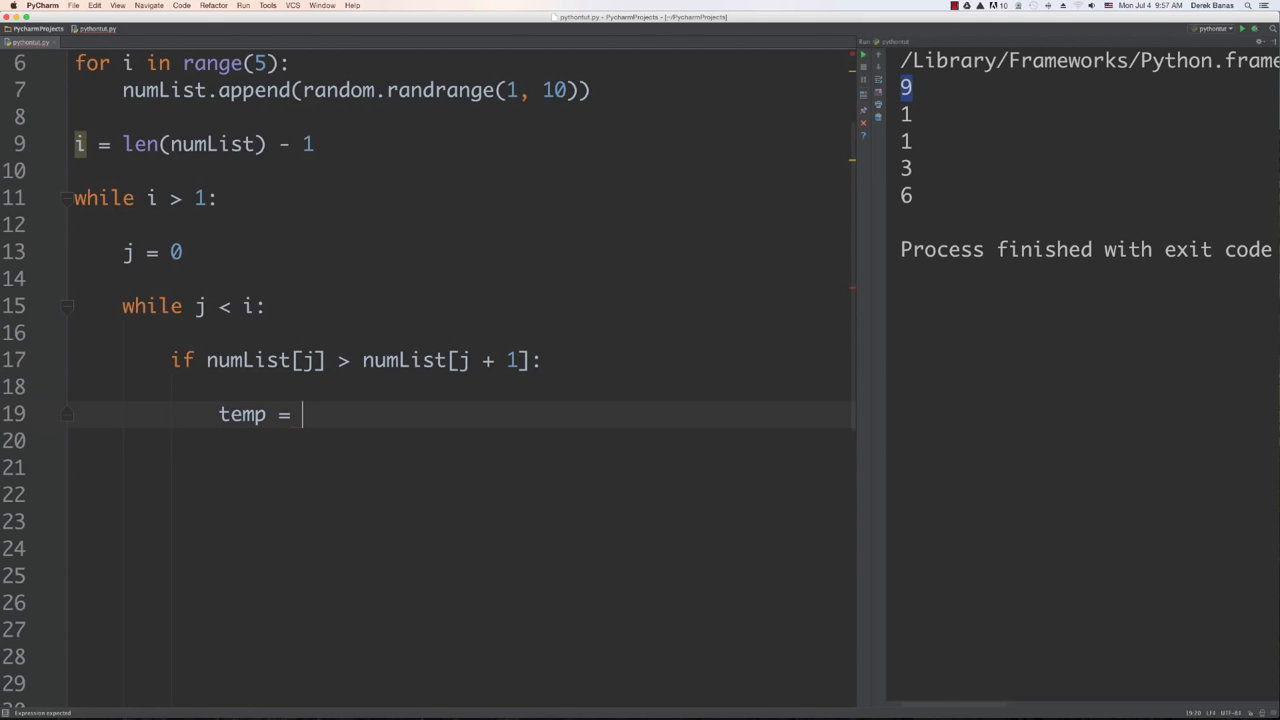 PyCharm File Edit View Navigate Code Refactor Run Tools VCS Window Help 10 Mon Jul 4 9:57 AM Derek Banas
pythontut.py - PycharmProjects - [~/PycharmProjects]
PycharmProjects pythontut.py pythontut
pythontut.py Run: pythontut
6 for i in range(5):
7 numList.append(random.randrange(1, 10))
8
9 i = len(numList) - 1
10
11 while i > 1:
12
13 j = 0
14
15 while j < i:
16
17 if numList[j] > numList[j + 1]:
18
19 temp =
20
21
22
23
24
25
26
27
28
29
/Library/Frameworks/Python.frame
9
1
1
3
6
Process finished with exit code
Expression expected 19:20 LF‡ UTF-8‡